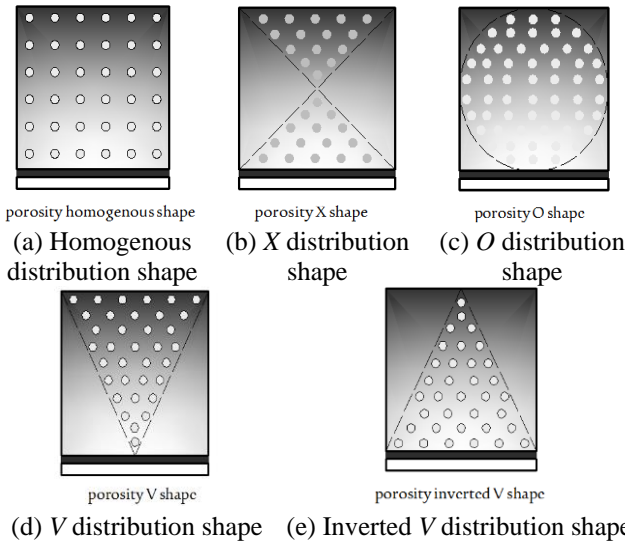 porosity homogenous shape
porosity X shape
porosity O shape
(a) Homogenous
distribution shape
(b) X distribution
shape
(c) O distribution
shape
porosity V shape
porosity inverted V shape
(d) V distribution shape
(e) Inverted V distribution shape